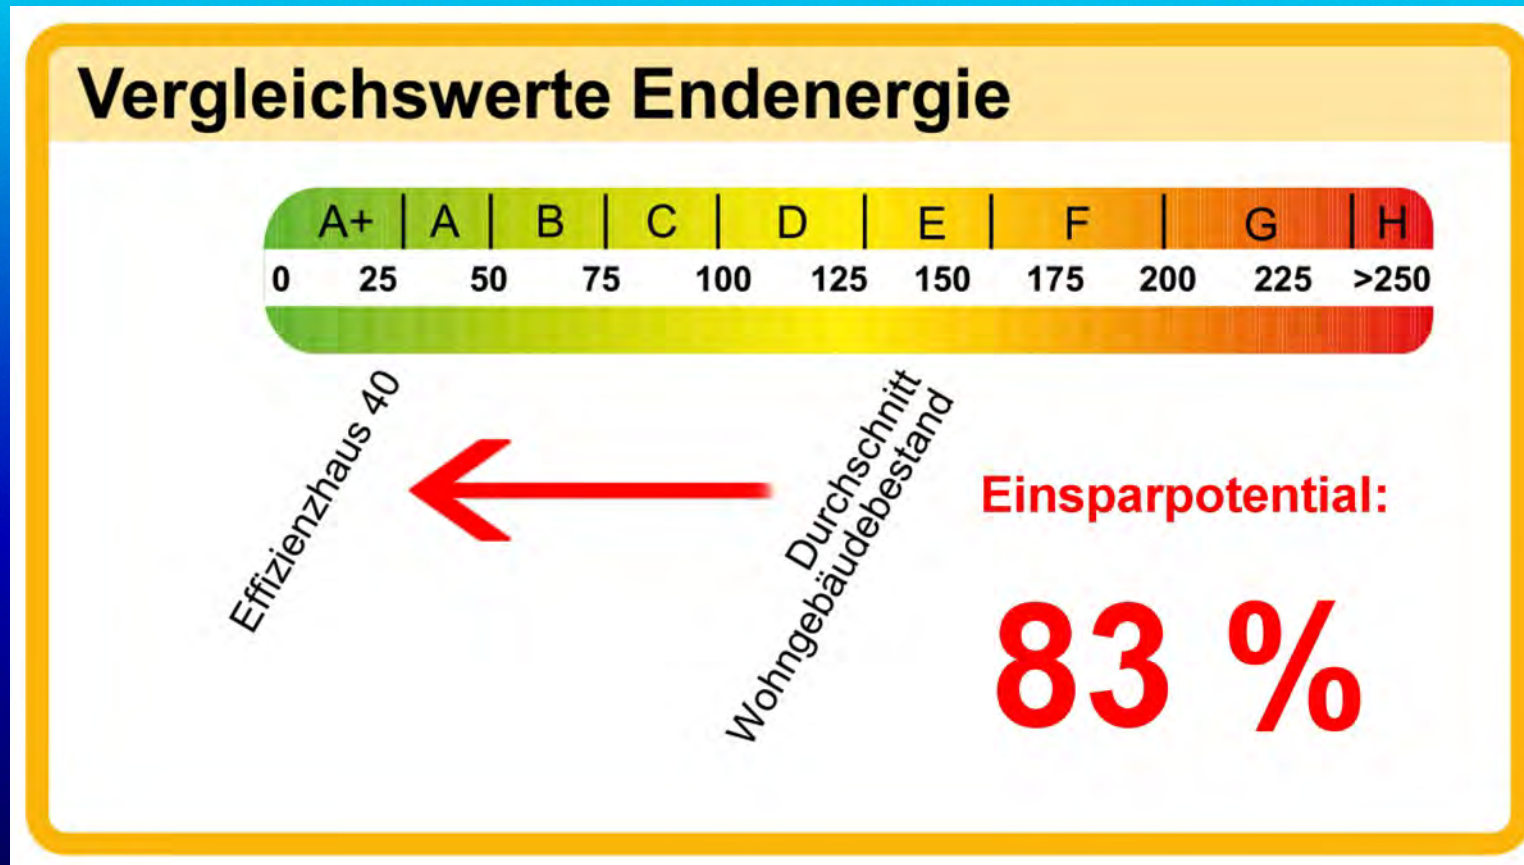 Vergleichswerte Endenergie
A+ | A | B | C | D | E | F | G | H
0 25 50 75 100 125 150 175 200 225 >250
Effizienzhaus 40
Durchschnitt
Wohngebäudebestand
Einsparpotential:
83 %